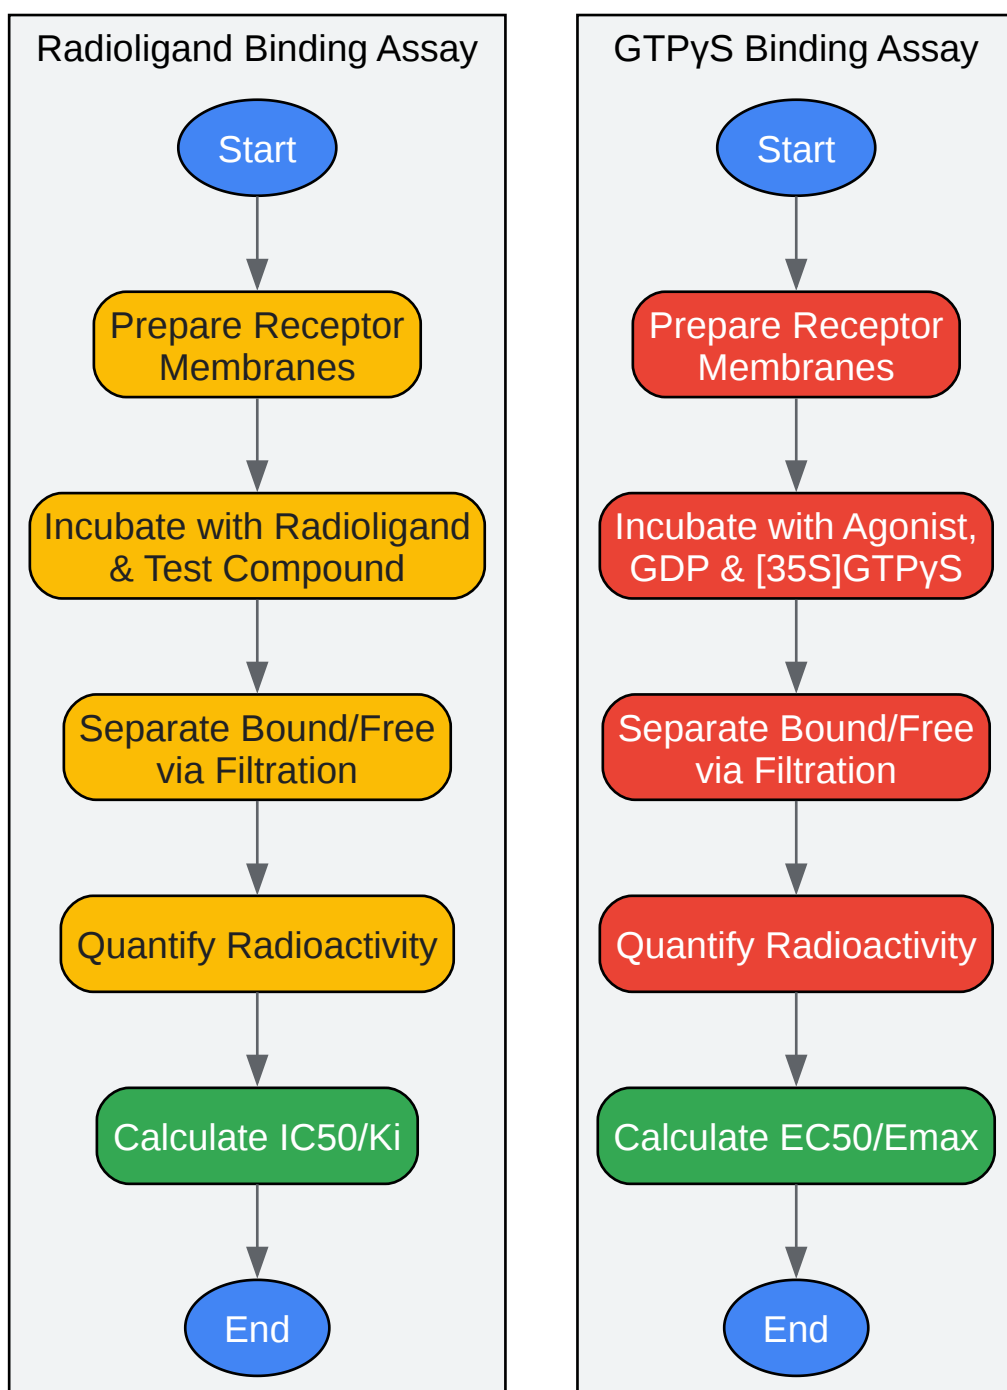 Radioligand Binding Assay
Start
Prepare Receptor
Membranes
Incubate with Radioligand
& Test Compound
Separate Bound/Free
via Filtration
Quantify Radioactivity
Calculate IC50/Ki
End
GTPγS Binding Assay
Start
Prepare Receptor
Membranes
Incubate with Agonist,
GDP & [35S]GTPγS
Separate Bound/Free
via Filtration
Quantify Radioactivity
Calculate EC50/Emax
End